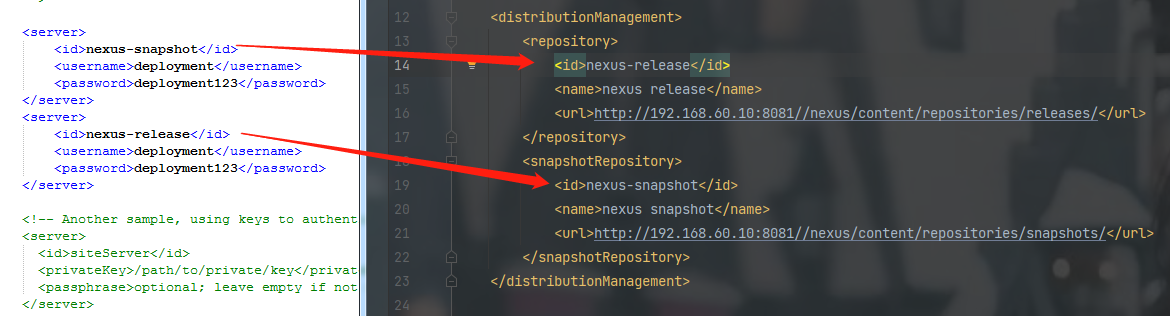 <server>
<id>nexus-snapshot</id>
<username>deployment</username>
<password>deployment123</password>
</server>
<server>
<id>nexus-release</id>
<username>deployment</username>
<password>deployment123</password>
</server>
<!-- Another sample, using keys to authent
<server>
<id>siteServer</id>
<privateKey>/path/to/private/key</privat
<passphrase>optional; leave empty if not
</server>
12 <distributionManagement>
13 <repository>
14 <id>nexus-release</id>
15 <name>nexus release</name>
16 <url>http://192.168.60.10:8081//nexus/content/repositories/releases/</url>
17 </repository>
18 <snapshotRepository>
19 <id>nexus-snapshot</id>
20 <name>nexus snapshot</name>
21 <url>http://192.168.60.10:8081//nexus/content/repositories/snapshots/</url>
22 </snapshotRepository>
23 </distributionManagement>
24